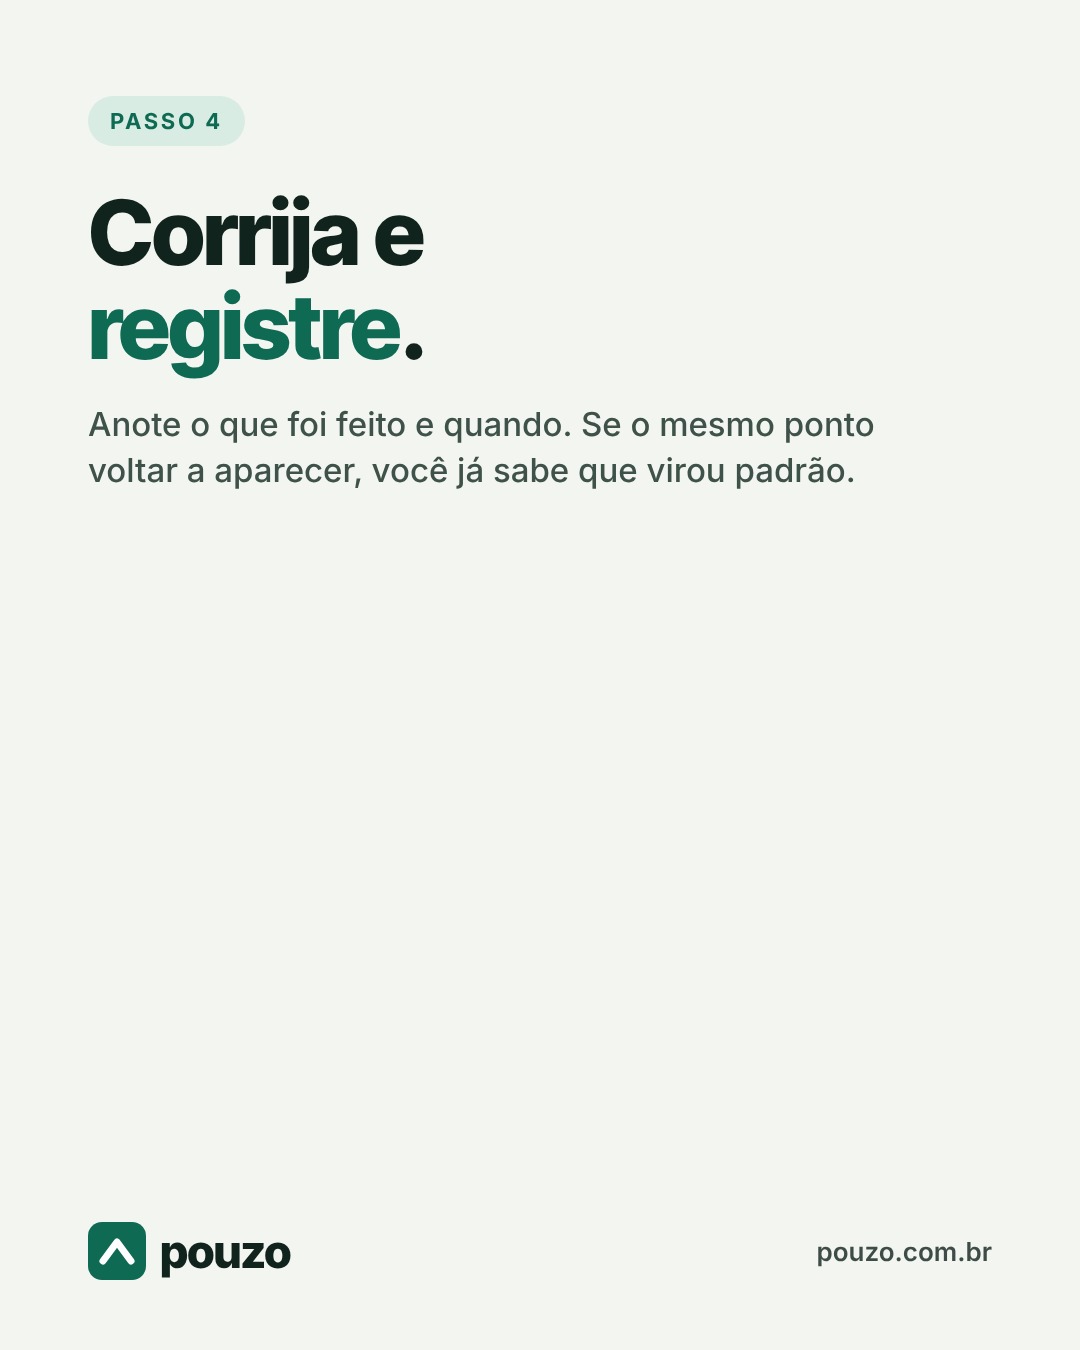 PASSO 4
Corrija e
registre.
Anote o que foi feito e quando. Se o mesmo ponto
voltar a aparecer, você já sabe que virou padrão.
pouzo
pouzo.com.br